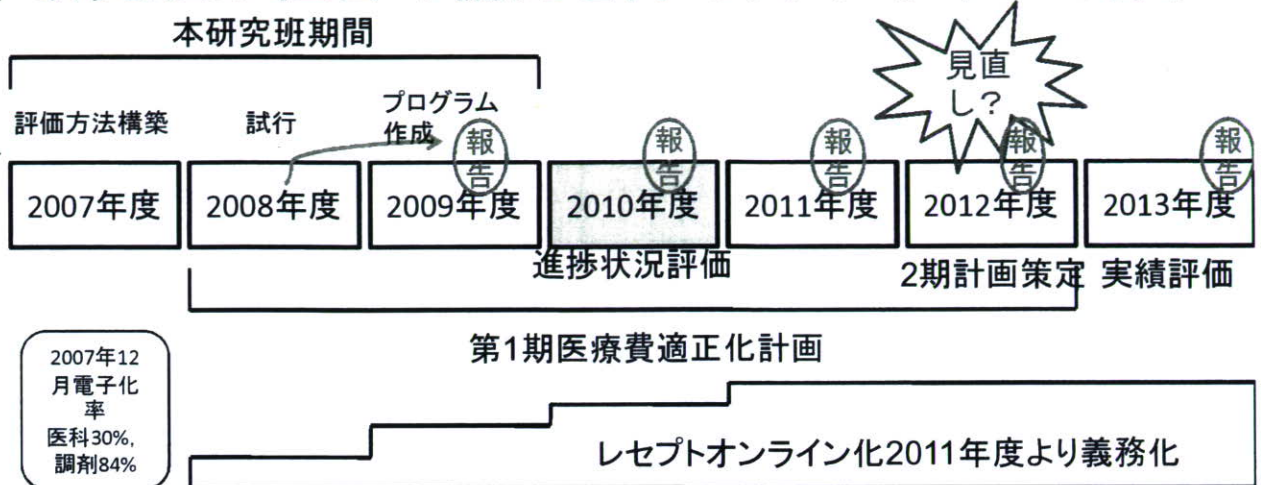 本研究班期間
見直
し?
評価方法構築
試行
プログラム
作成
報告
報告
報告
報告
報告
2007年度
2008年度
2009年度
2010年度
2011年度
2012年度
2013年度
進捗状況評価
2期計画策定
実績評価
第1期医療費適正化計画
2007年12
月電子化
率
医科30%,
調剤84%
レセプトオンライン化2011年度より義務化